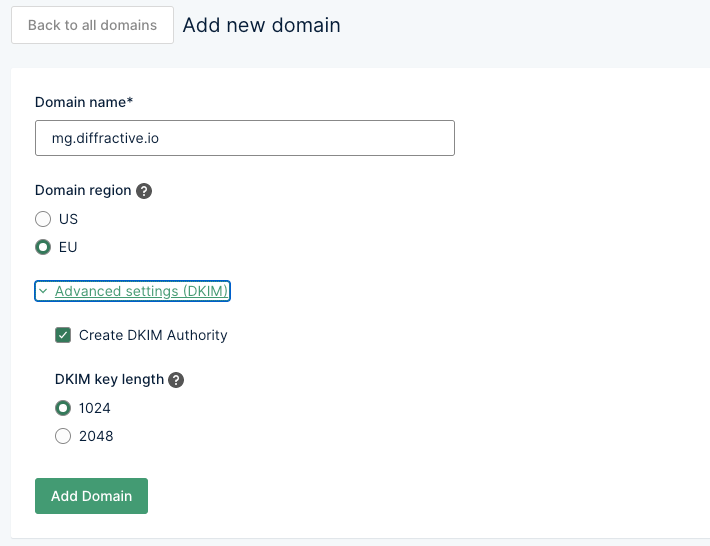 Back to all domains
Add new domain
Domain name*
mg.diffractive.io
Domain region ?
US
EU
Advanced settings (DKIM)
Create DKIM Authority
DKIM key length ?
1024
2048
Add Domain